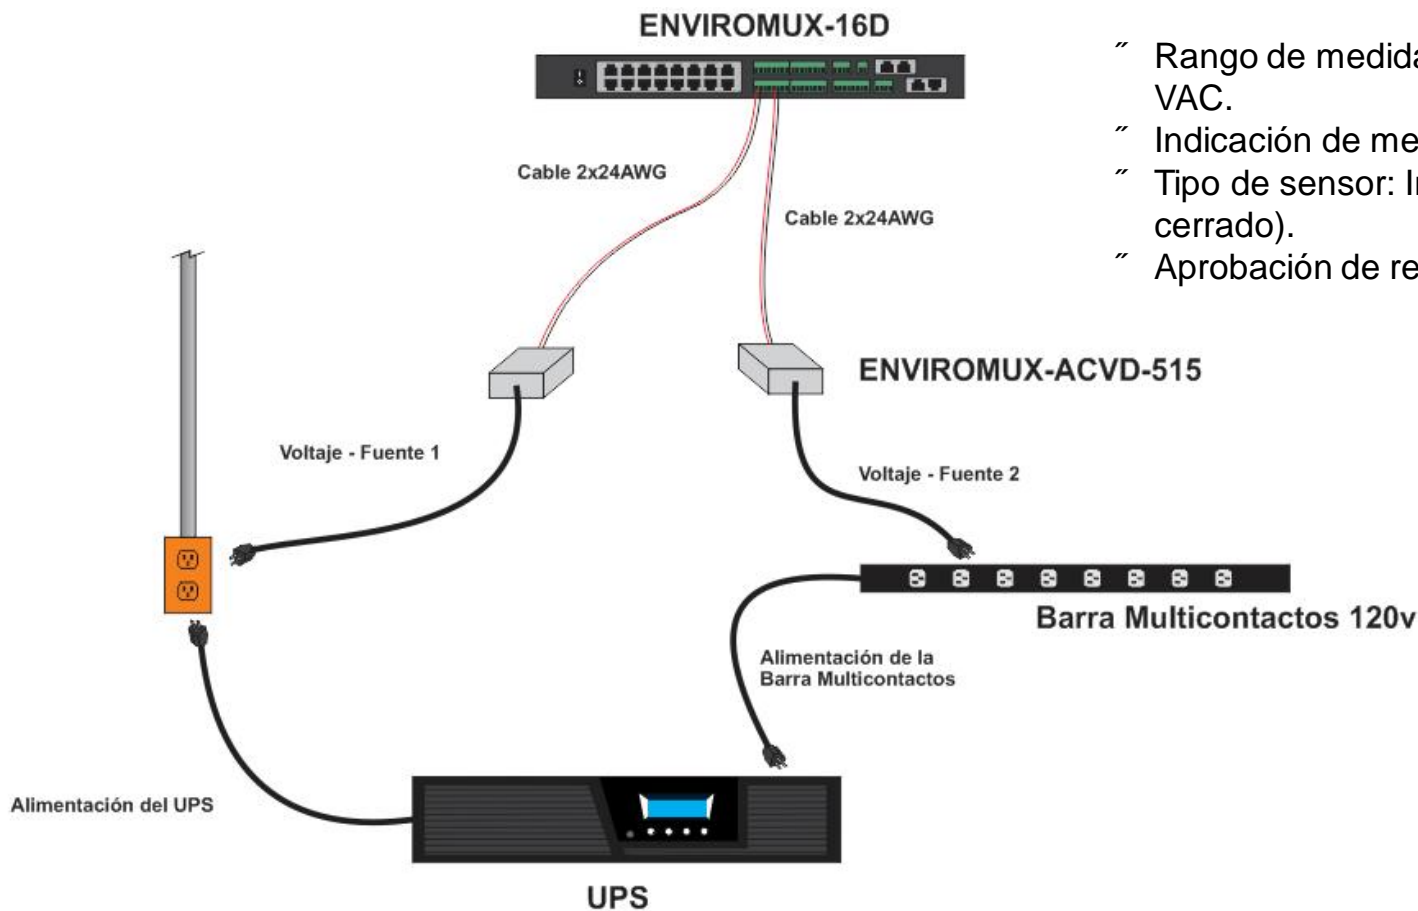 ENVIROMUX-16D
˝ Rango de medida
VAC.
˝ Indicación de me
˝ Tipo de sensor: I
cerrado).
˝ Aprobación de re
Cable 2x24AWG
Cable 2x24AWG
ENVIROMUX-ACVD-515
Voltaje - Fuente 1
Voltaje - Fuente 2
Barra Multicontactos 120v
Alimentación de la
Barra Multicontactos
Alimentación del UPS
UPS